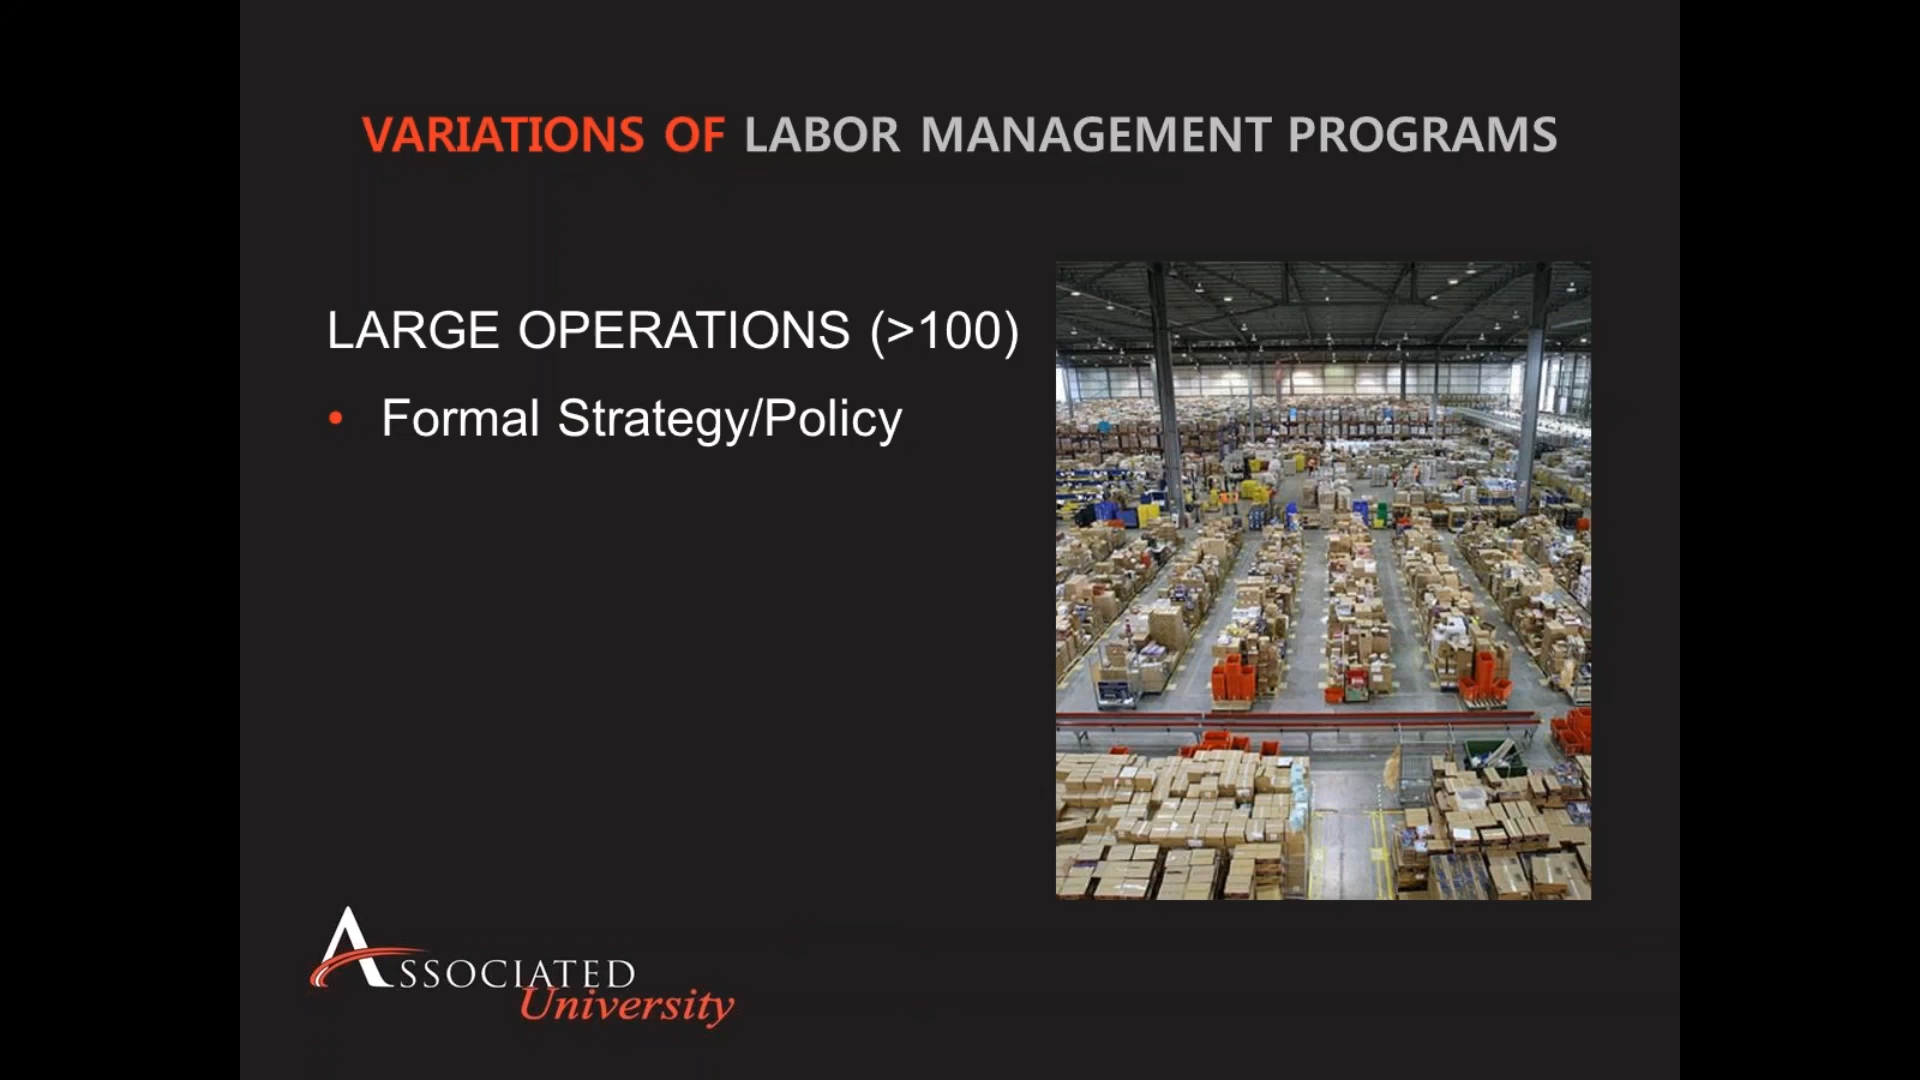 VARIATIONS OF LABOR MANAGEMENT PROGRAMS
LARGE OPERATIONS (>100)
• Formal Strategy/Policy
ASSOCIATED
University